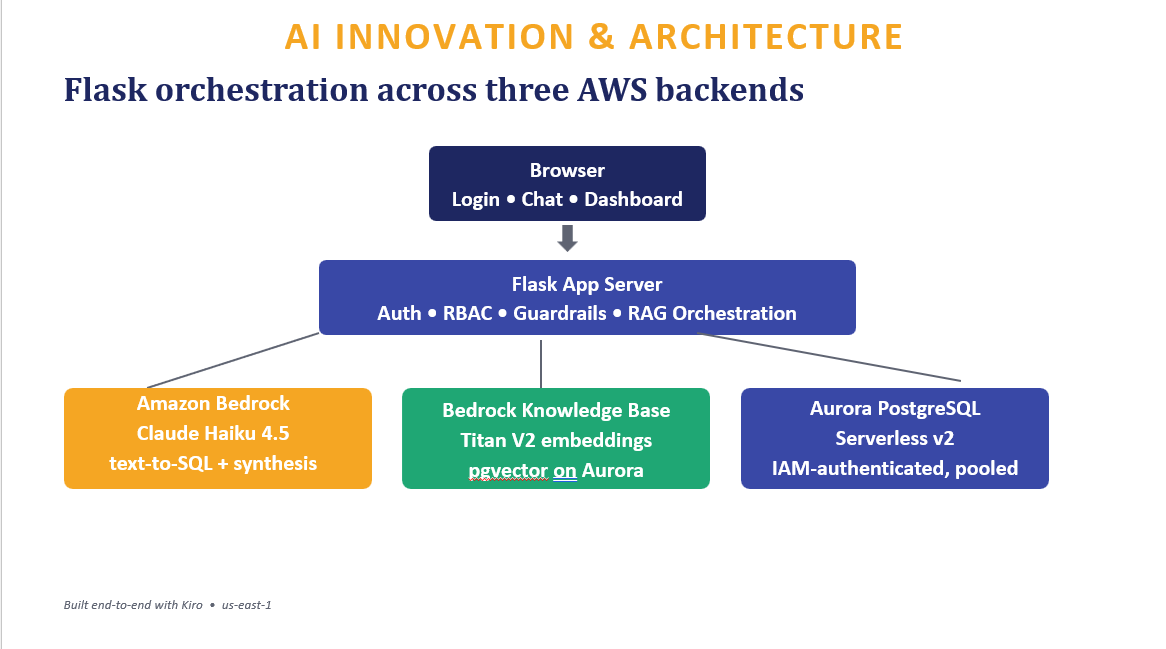 AI INNOVATION & ARCHITECTURE
Flask orchestration across three AWS backends
Browser
Login • Chat • Dashboard
Flask App Server
Auth • RBAC • Guardrails • RAG Orchestration
Amazon Bedrock
Claude Haiku 4.5
text-to-SQL + synthesis
Bedrock Knowledge Base
Titan V2 embeddings
pgvector on Aurora
Aurora PostgreSQL
Serverless v2
IAM-authenticated, pooled
Built end-to-end with Kiro • us-east-1